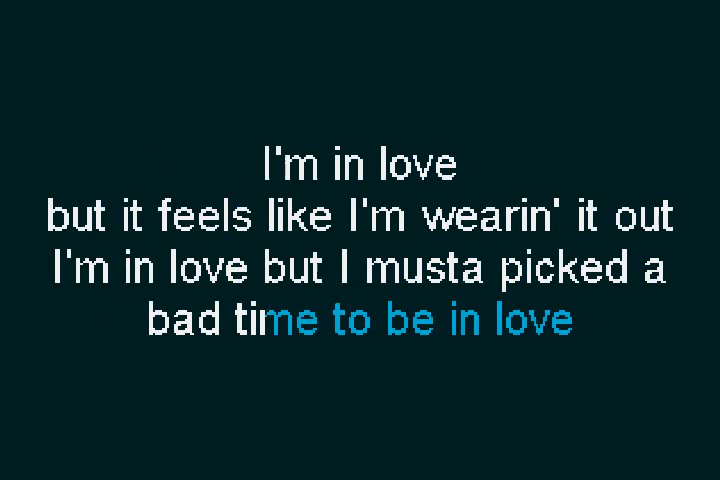 I'm in love
but it feels like I'm wearin' it out
I'm in love but I musta picked a
bad time to be in love